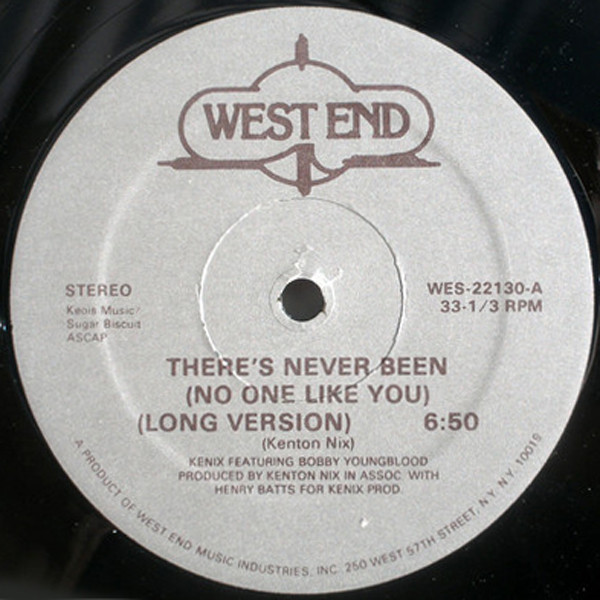 WEST END
STEREO
Keois Music/
Sugar Biscuit
ASCAP
WES-22130-A
33-1/3 RPM
THERE'S NEVER BEEN
(NO ONE LIKE YOU)
(LONG VERSION) 6:50
(Kenton Nix)
KENIX FEATURING BOBBY YOUNGBLOOD
PRODUCED BY KENTON NIX IN ASSOC. WITH
HENRY BATTS FOR KENIX PROD.
A PRODUCT OF WEST END MUSIC INDUSTRIES, INC. 250 WEST 57TH STREET, N.Y. N.Y. 10019